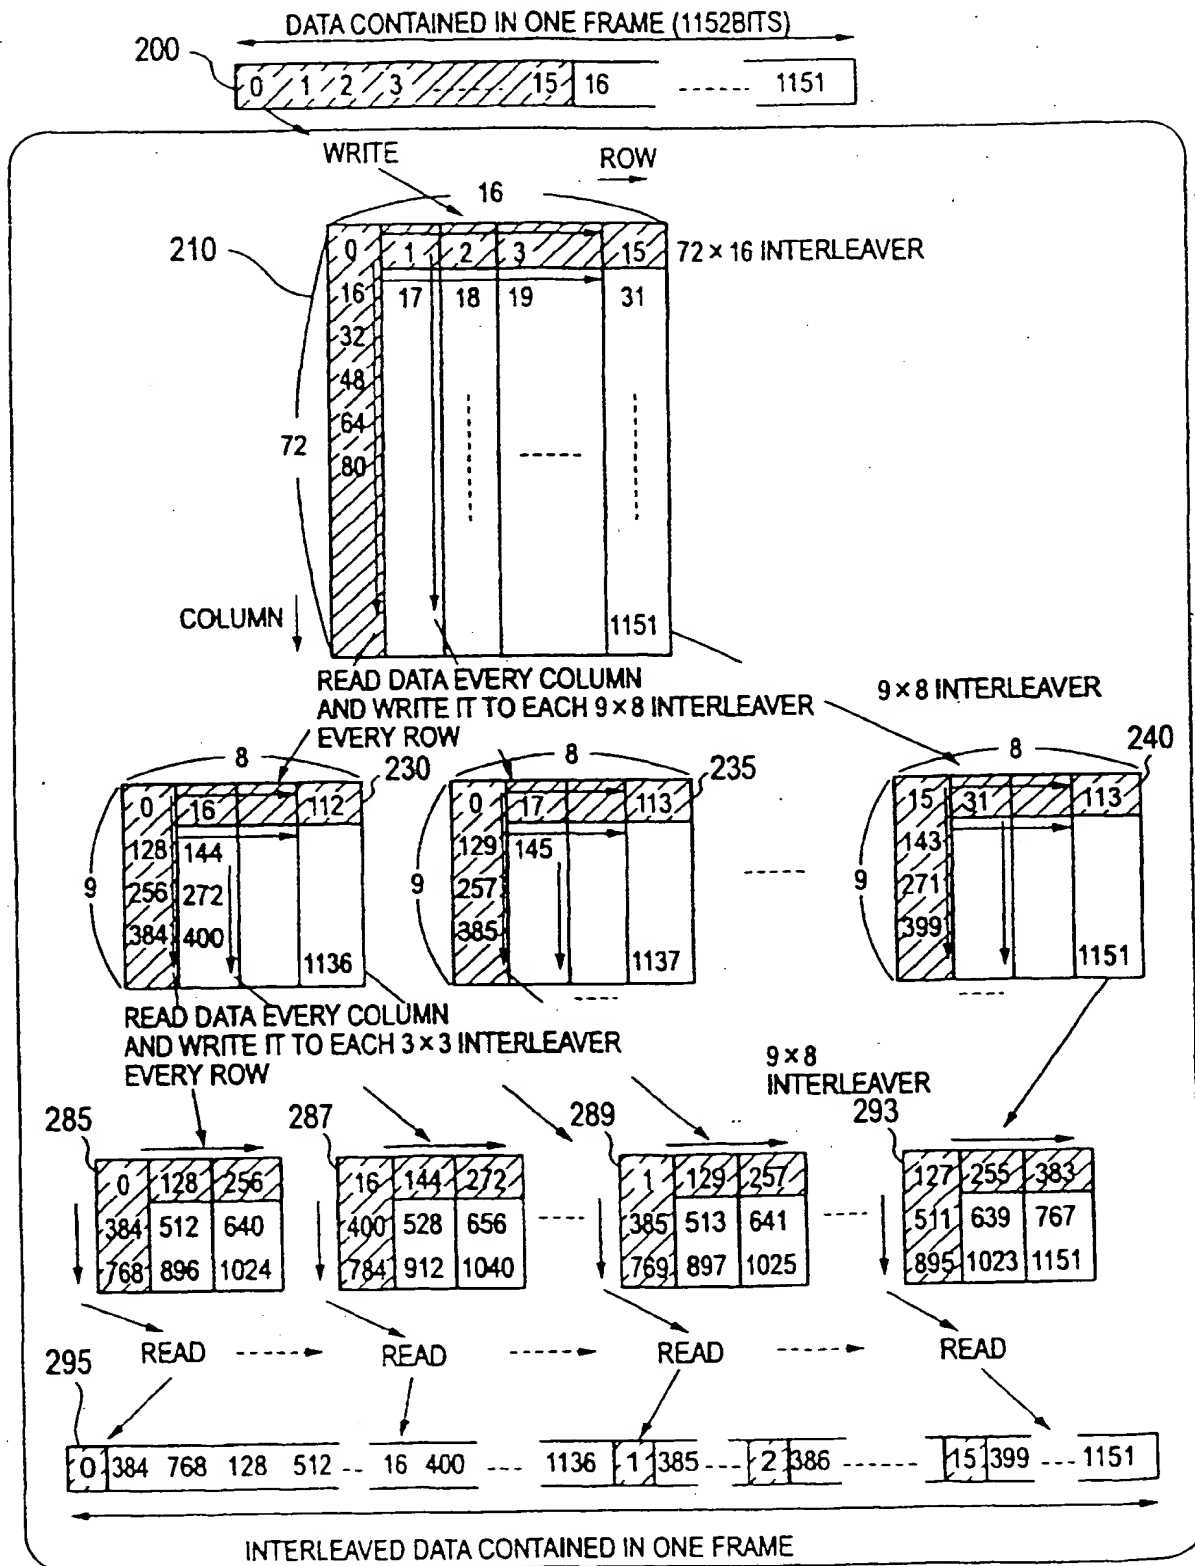 DATA CONTAINED IN ONE FRAME (1152BITS)
200
0 1 2 3 ..... 15 16 ..... 1151
WRITE
ROW
16
210
0 1 2 3 15
72 × 16 INTERLEAVER
16 17 18 19 31
32
48
64
72
80
COLUMN
1151
READ DATA EVERY COLUMN
AND WRITE IT TO EACH 9 × 8 INTERLEAVER
EVERY ROW
9 × 8 INTERLEAVER
8 230 8 235 8 240
0 16 112
128 144
9
256 272
384 400
1136
0 17 113
129 145
9
257
385
1137
15 31 113
143
9
271
399
1151
READ DATA EVERY COLUMN
AND WRITE IT TO EACH 3 × 3 INTERLEAVER
EVERY ROW
9 × 8
INTERLEAVER
285 287 289 293
0 128 256
384 512 640
768 896 1024
16 144 272
400 528 656
784 912 1040
1 129 257
385 513 641
769 897 1025
127 255 383
511 639 767
895 1023 1151
READ READ READ READ
295
0 384 768 128 512 -- 16 400 ---- 1136 1 385 ---- 2 386 ------ 15 399 ---- 1151
INTERLEAVED DATA CONTAINED IN ONE FRAME